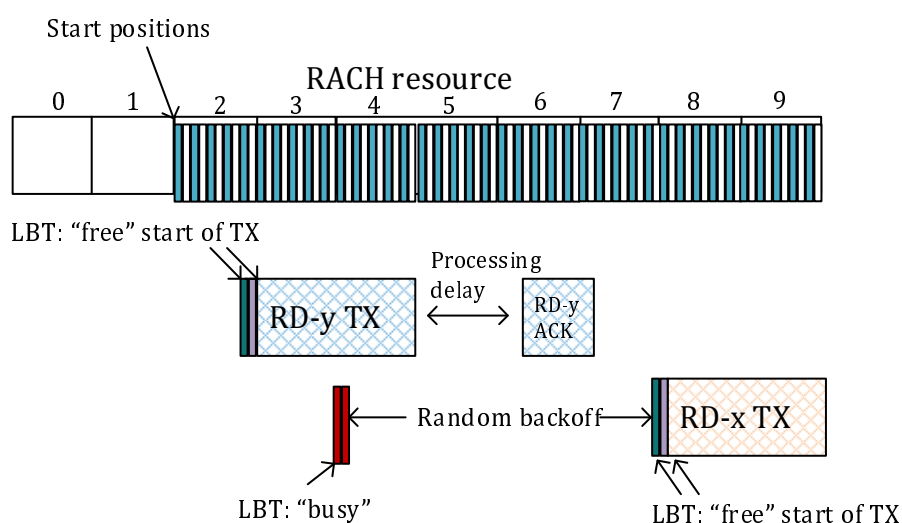 Start positions
RACH resource
0 1 2 3 4 5 6 7 8 9
LBT: “free” start of TX
Processing
delay
RD-y TX
RD-y
ACK
Random backoff
RD-x TX
LBT: “busy”
LBT: “free” start of TX